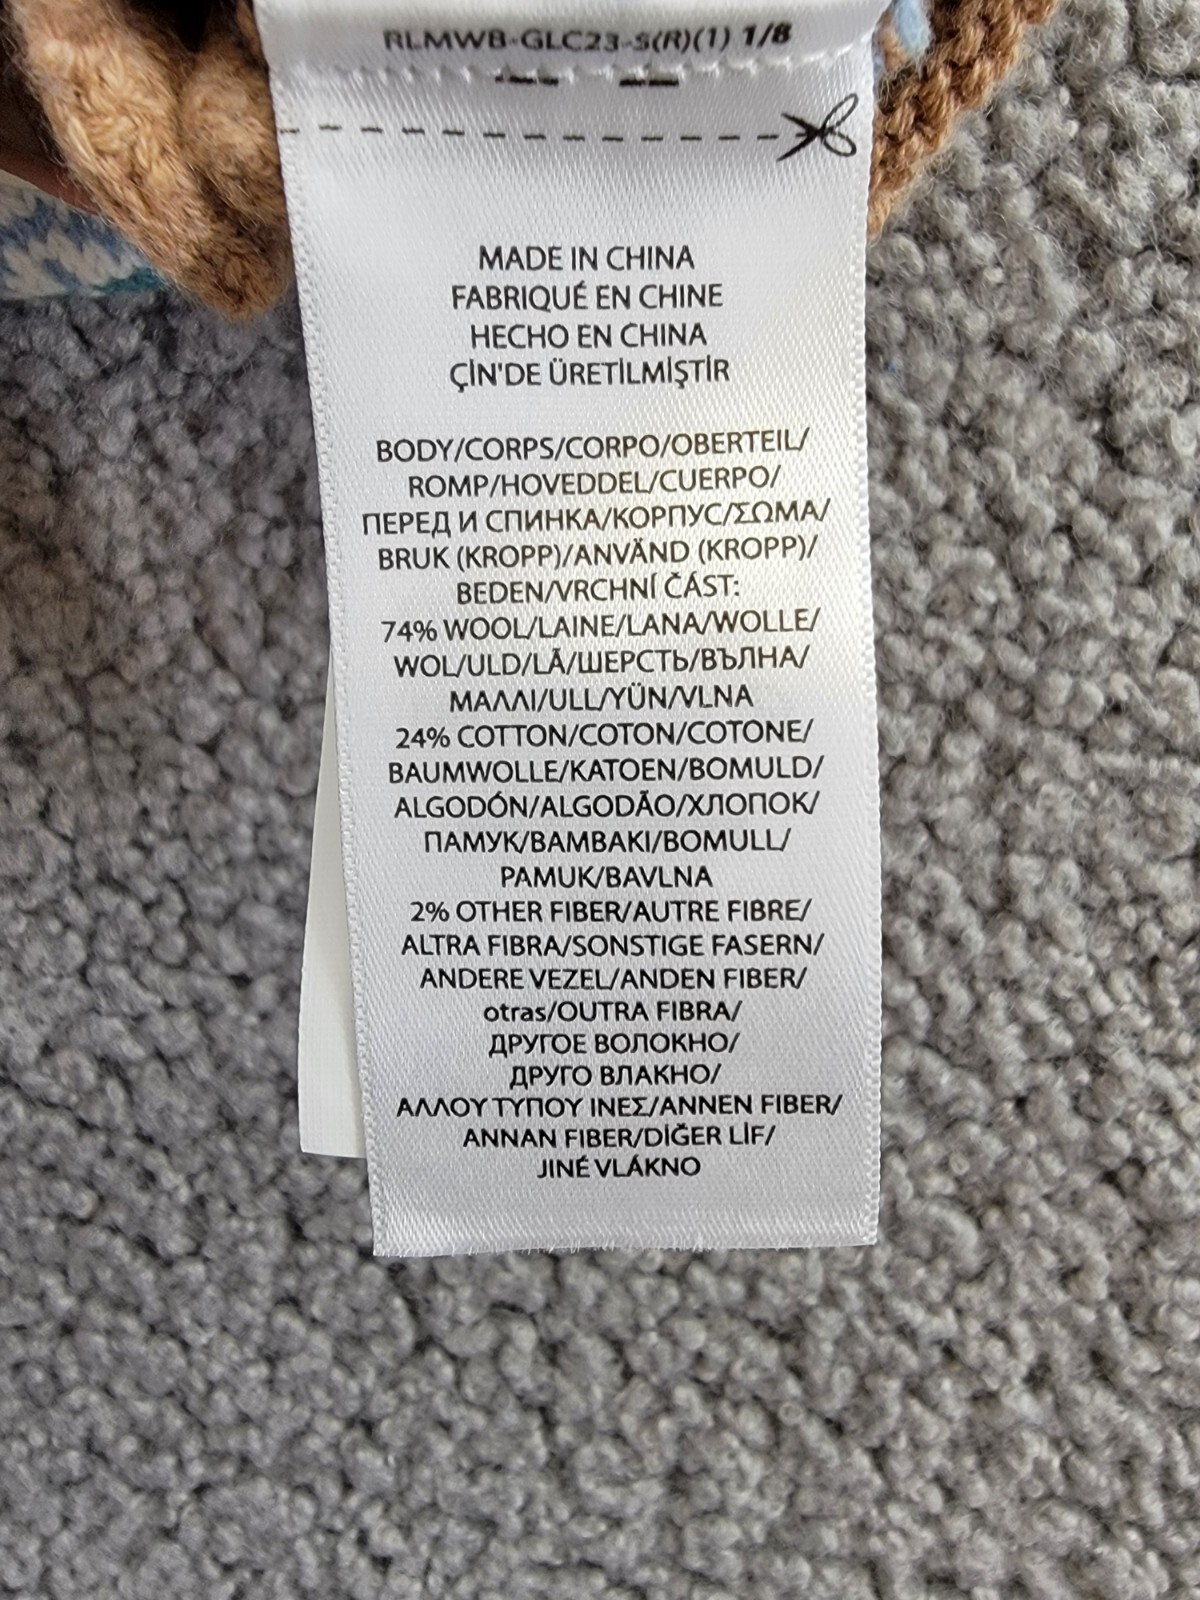 RLMWB-GLC23-S(R)(1) 1/8
MADE IN CHINA
FABRIQUÉ EN CHINE
HECHO EN CHINA
ÇİN'DE ÜRETİLMİŞTİR
BODY/CORPS/CORPO/OBERTEIL/
ROMP/HOVEDDEL/CUERPO/
ПЕРЕД И СПИНКА/КОРПУС/ΣΩΜΑ/
BRUK (KROPP)/ANVÄND (KROPP)/
BEDEN/VRCHNÍ ČÁST:
74% WOOL/LAINE/LANA/WOLLE/
WOL/ULD/LÃ/ШЕРСТЬ/ВЪЛНА/
ΜΑΛΛΙ/ULL/YÜN/VLNA
24% COTTON/COTON/COTONE/
BAUMWOLLE/KATOEN/BOMULD/
ALGODÓN/ALGODÃO/ХЛОПОК/
ПАМУК/ΒΑΜΒΑΚΙ/BOMULL/
PAMUK/BAVLNA
2% OTHER FIBER/AUTRE FIBRE/
ALTRA FIBRA/SONSTIGE FASERN/
ANDERE VEZEL/ANDEN FIBER/
otras/OUTRA FIBRA/
ДРУГОЕ ВОЛОКНО/
ДРУГО ВЛАКНО/
ΑΛΛΟΥ ΤΥΠΟΥ ΙΝΕΣ/ANNEN FIBER/
ANNAN FIBER/DİĞER LİF/
JINÉ VLÁKNO